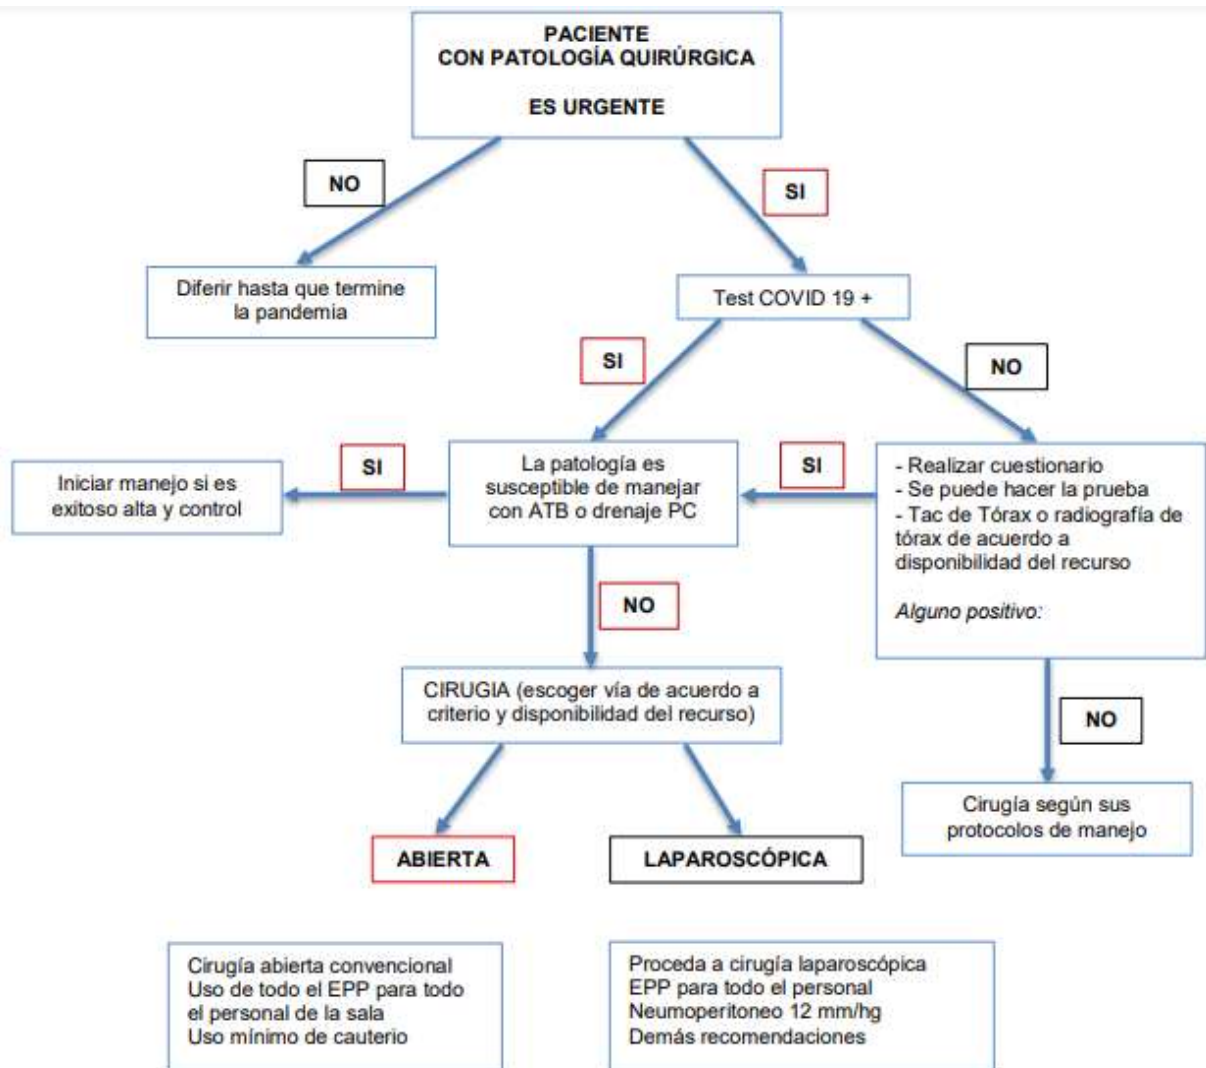 PACIENTE
CON PATOLOGÍA QUIRÚRGICA
ES URGENTE
NO
SI
Diferir hasta que termine
la pandemia
Test COVID 19 +
SI
NO
Iniciar manejo si es
exitoso alta y control
SI
La patología es
susceptible de manejar
con ATB o drenaje PC
SI
- Realizar cuestionario
- Se puede hacer la prueba
- Tac de Tórax o radiografía de
tórax de acuerdo a
disponibilidad del recurso
Alguno positivo:
NO
CIRUGIA (escoger vía de acuerdo a
criterio y disponibilidad del recurso)
NO
Cirugía según sus
protocolos de manejo
ABIERTA
LAPAROSCÓPICA
Cirugía abierta convencional
Uso de todo el EPP para todo
el personal de la sala
Uso mínimo de cauterio
Proceda a cirugía laparoscópica
EPP para todo el personal
Neumoperitoneo 12 mm/hg
Demás recomendaciones